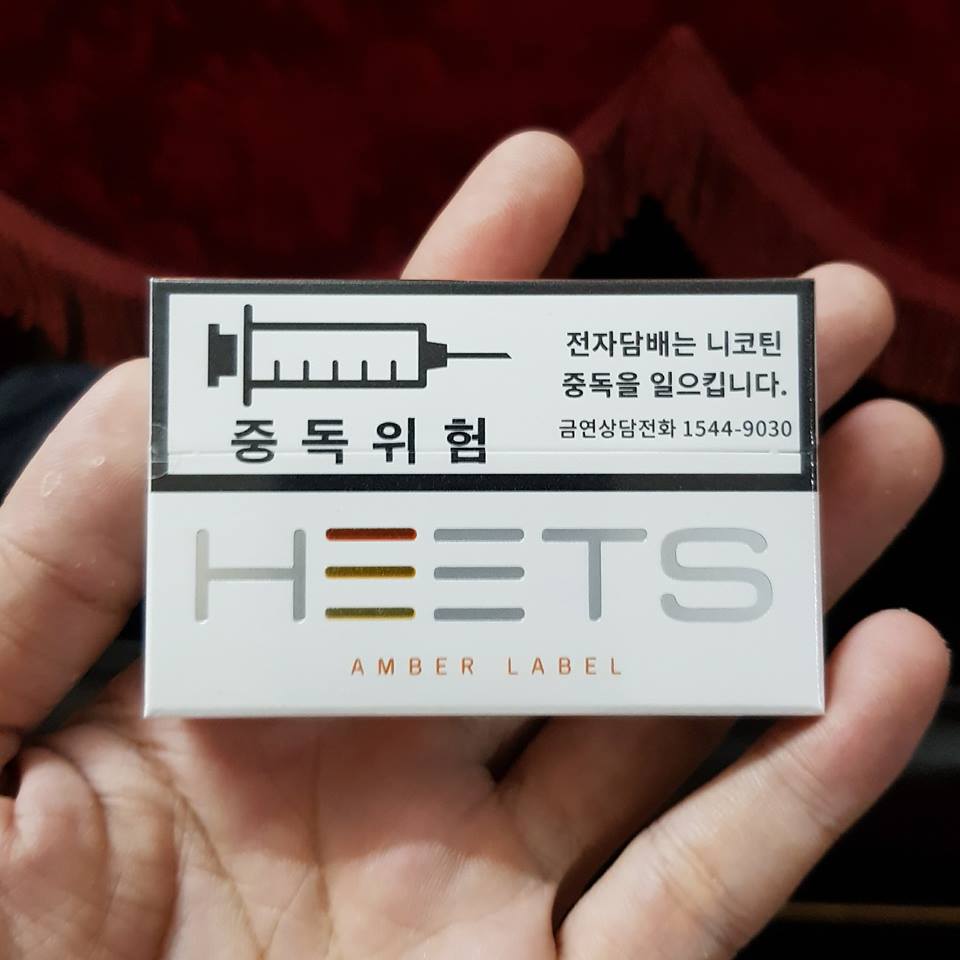 중독위험
전자담배는 니코틴
중독을 일으킵니다.
금연상담전화 1544-9030
HEETS
AMBER LABEL